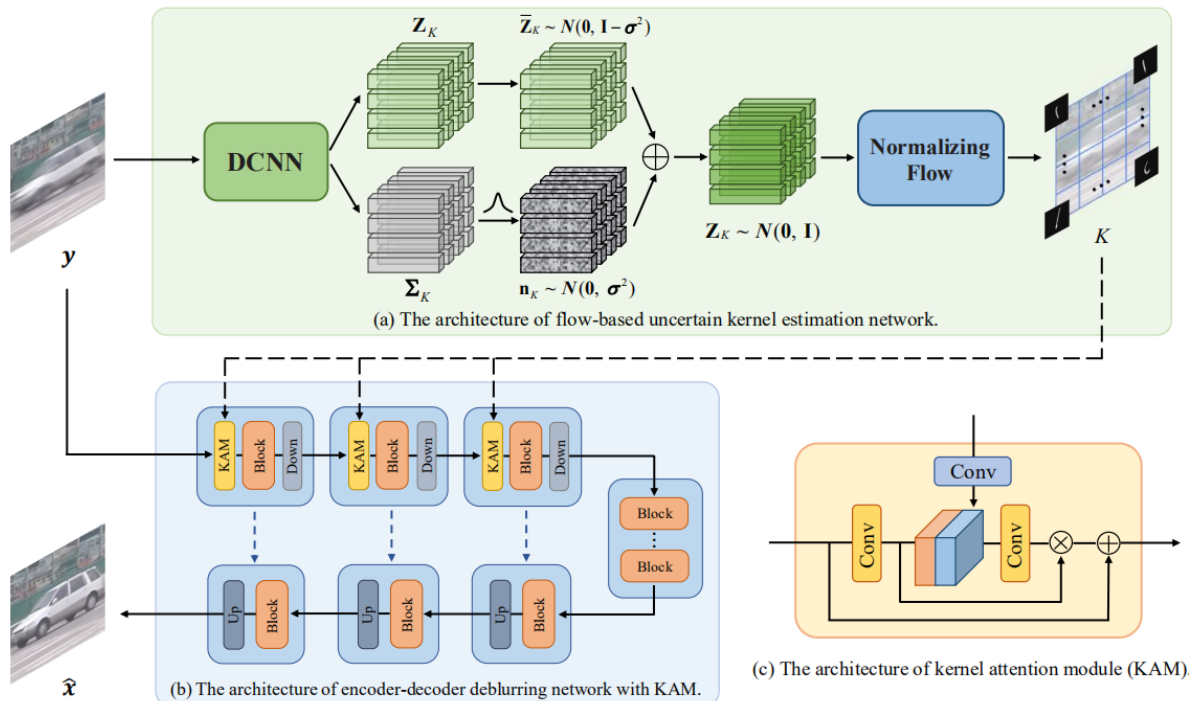 Z_K
Z̅_K ~ N(0, I − σ²)
DCNN
Normalizing
Flow
y
Z_K ~ N(0, I)
K
Σ_K
n_K ~ N(0, σ²)
(a) The architecture of flow-based uncertain kernel estimation network.
KAM
Block
Down
KAM
Block
Down
KAM
Block
Down
Block
Block
Up
Block
Up
Block
Up
Block
x̂
(b) The architecture of encoder-decoder deblurring network with KAM.
Conv
Conv
Conv
(c) The architecture of kernel attention module (KAM).